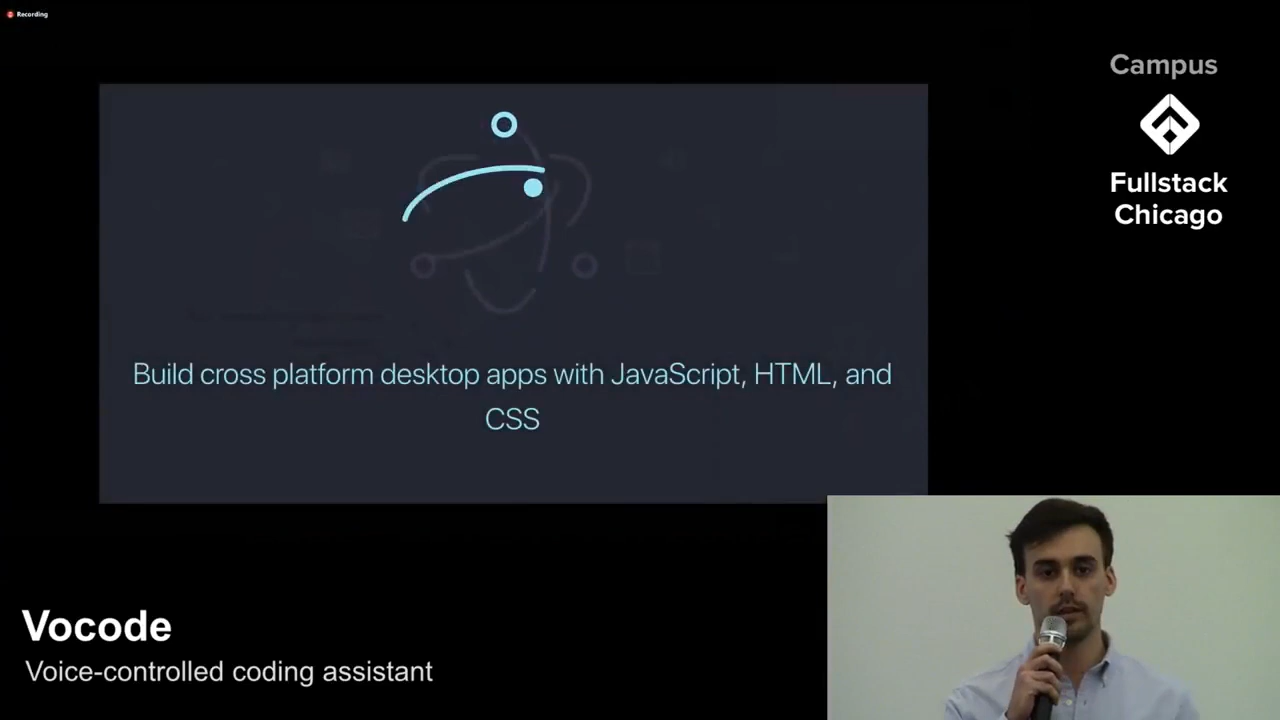 Recording
Campus
Fullstack
Chicago
Build cross platform desktop apps with JavaScript, HTML, and
CSS
Vocode
Voice-controlled coding assistant